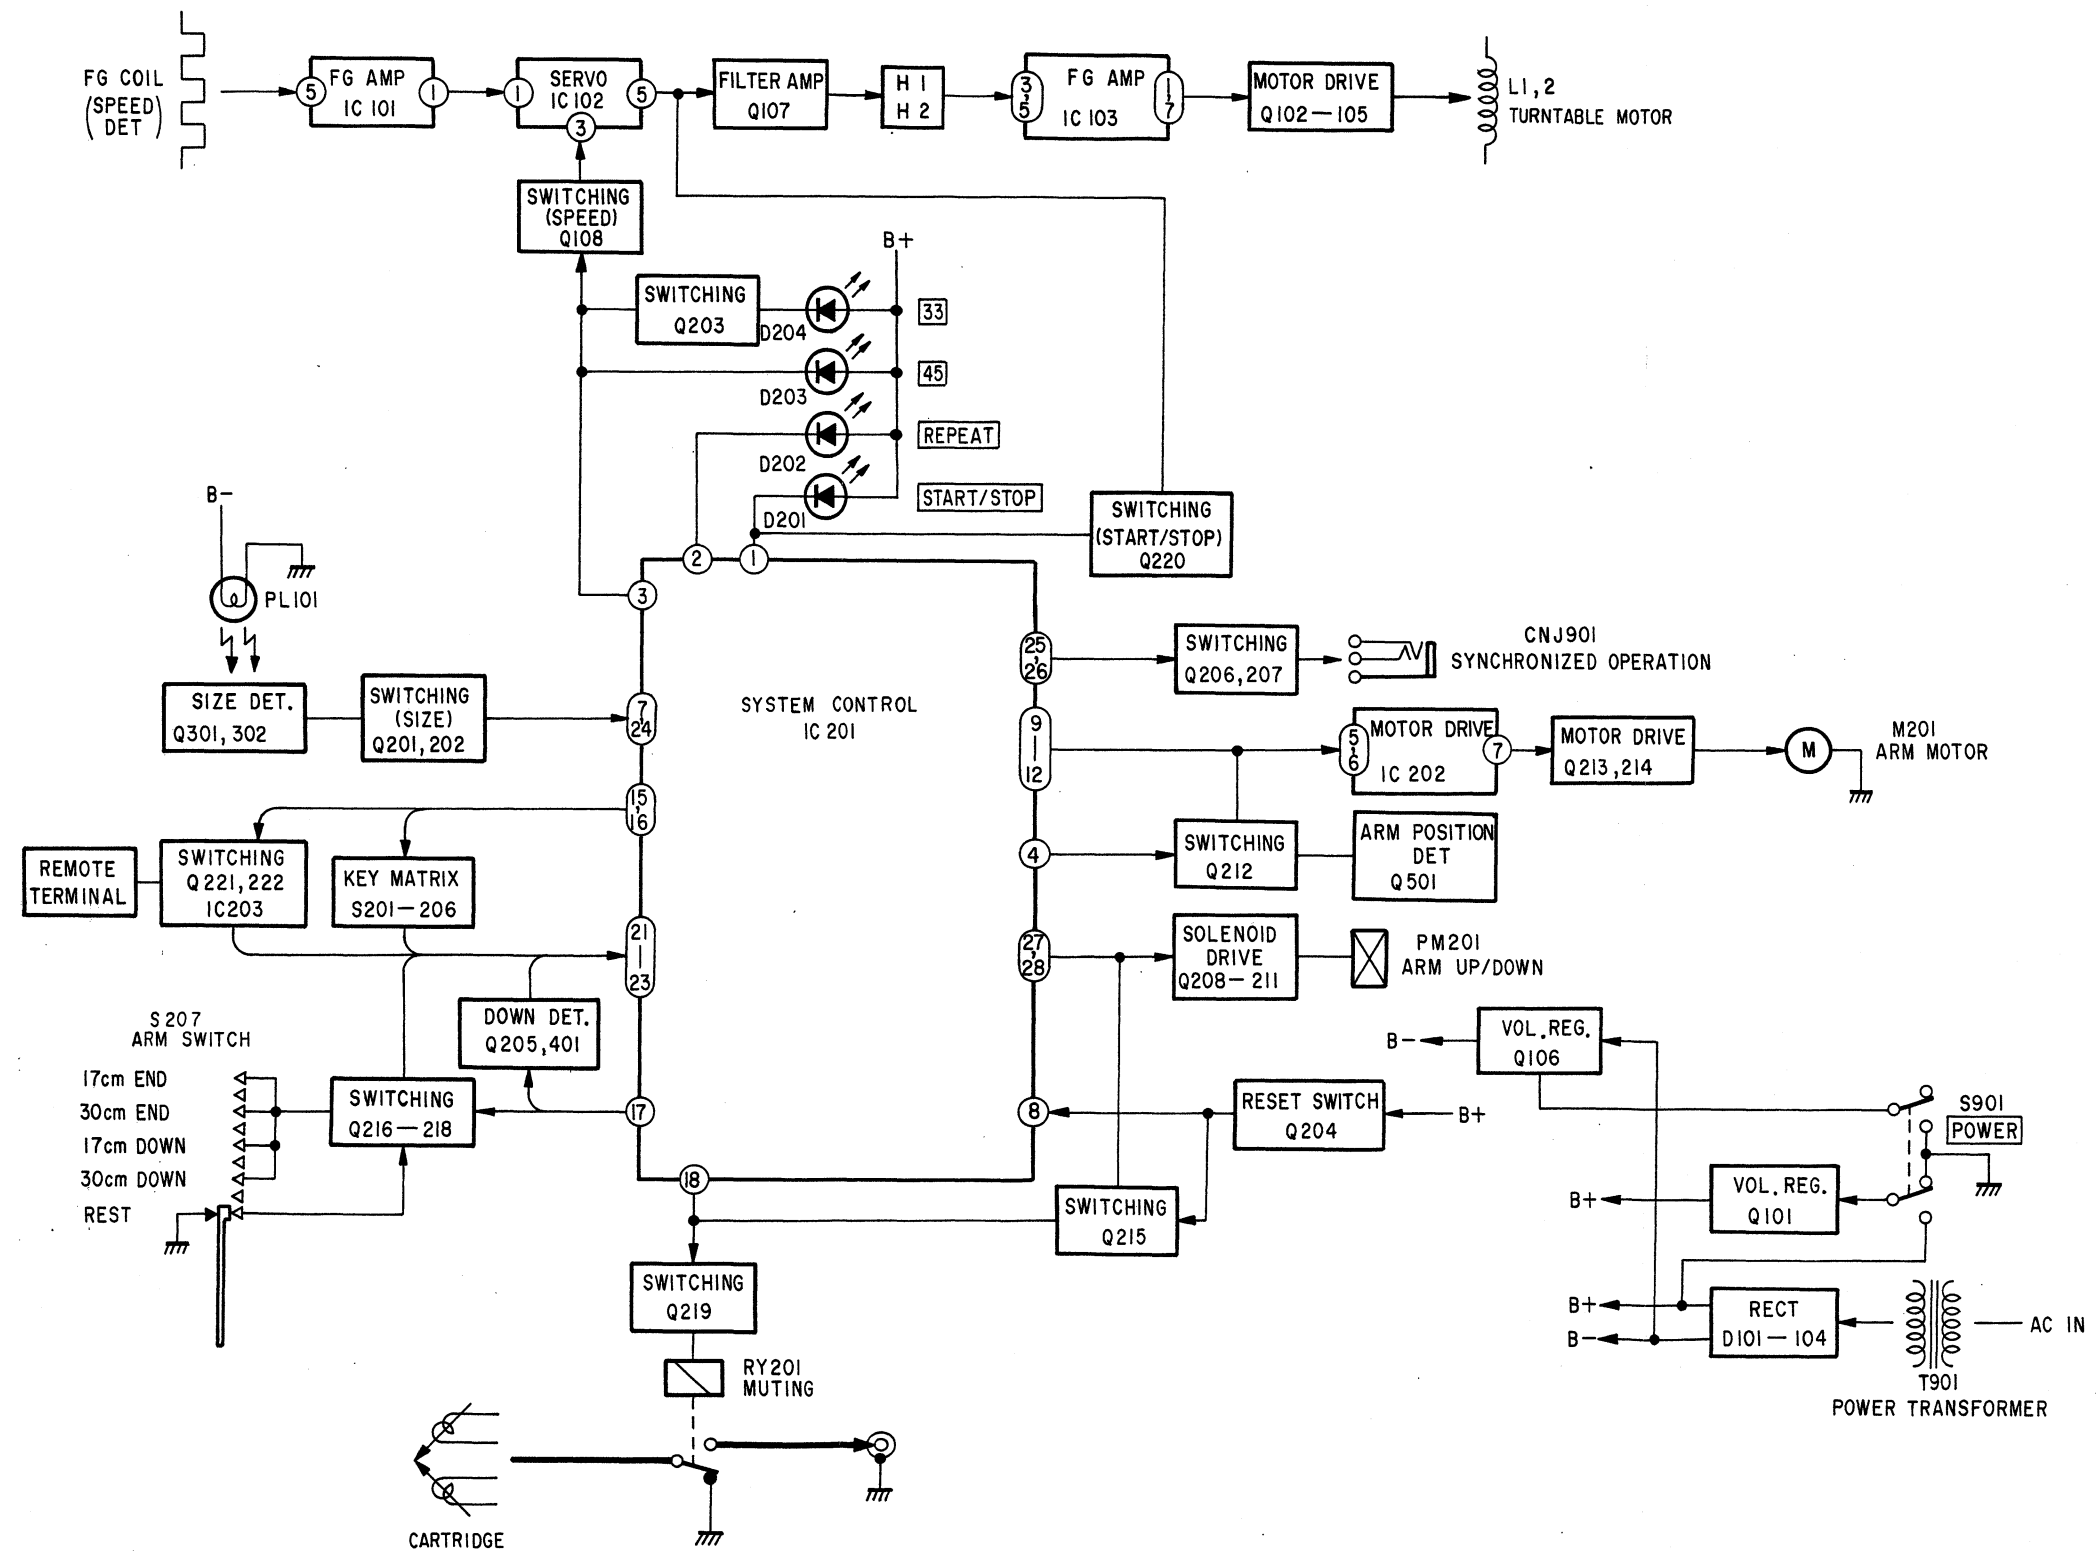 FG COIL
(SPEED)
DET
5
FG AMP
IC 101
1
1
SERVO
IC 102
5
3
FILTER AMP
Q107
H 1
H 2
3,
5
FG AMP
IC 103
1,
7
MOTOR DRIVE
Q102—105
L1, 2
TURNTABLE MOTOR
SWITCHING
(SPEED)
Q108
B+
SWITCHING
Q203
D204
33
D203
45
D202
REPEAT
D201
START/STOP
SWITCHING
(START/STOP)
Q220
B-
PL101
2
1
3
SIZE DET.
Q301, 302
SWITCHING
(SIZE)
Q201, 202
7,
24
SYSTEM CONTROL
IC 201
25,
26
SWITCHING
Q206, 207
CNJ901
SYNCHRONIZED OPERATION
9
|
12
5,
6
MOTOR DRIVE
IC 202
7
MOTOR DRIVE
Q213, 214
M
M201
ARM MOTOR
15,
16
REMOTE
TERMINAL
SWITCHING
Q221, 222
IC203
KEY MATRIX
S201—206
4
SWITCHING
Q212
ARM POSITION
DET
Q501
21
|
23
27,
28
SOLENOID
DRIVE
Q208—211
PM201
ARM UP/DOWN
DOWN DET.
Q205, 401
S207
ARM SWITCH
17cm END
30cm END
17cm DOWN
30cm DOWN
REST
SWITCHING
Q216—218
17
8
RESET SWITCH
Q204
B+
B-
VOL. REG.
Q106
S901
POWER
B+
VOL. REG.
Q101
18
SWITCHING
Q215
SWITCHING
Q219
B+
B-
RECT
D101—104
AC IN
T901
POWER TRANSFORMER
RY201
MUTING
CARTRIDGE